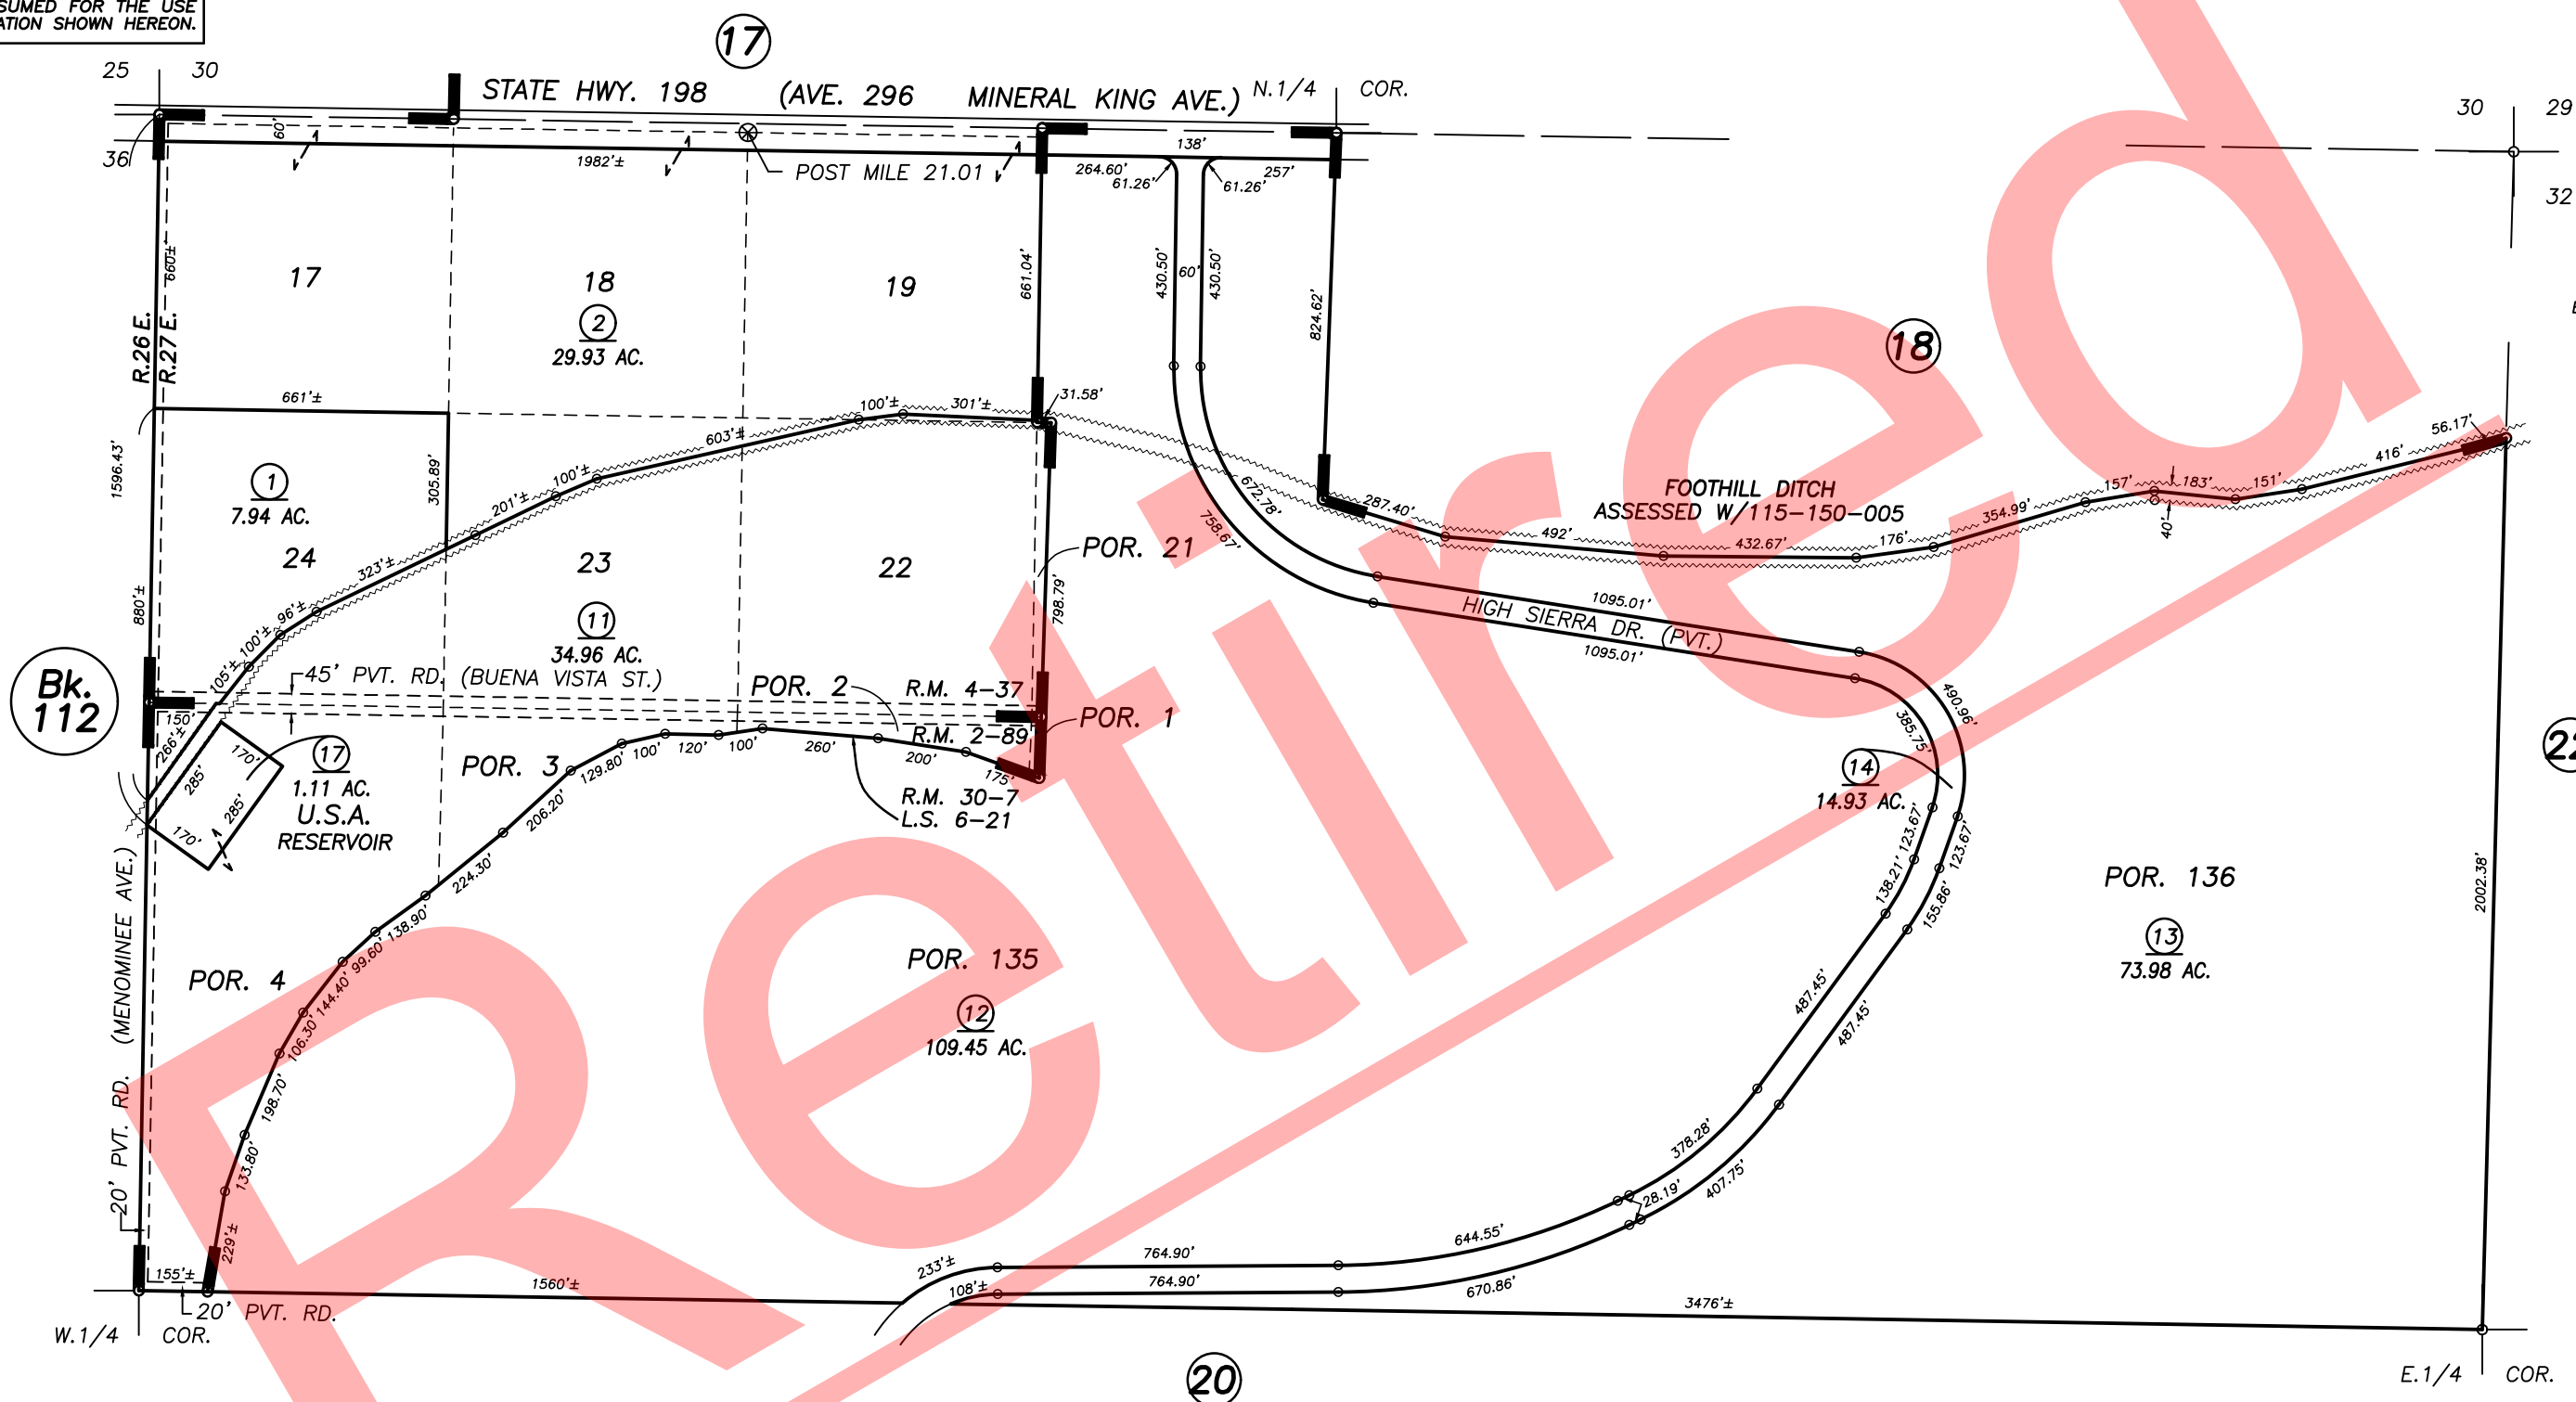 SUMED FOR THE USE
ATION SHOWN HEREON.
17
25 30
STATE HWY. 198 (AVE. 296 MINERAL KING AVE.)
N.1/4 COR.
30 29
36
32
60'
1982'±
POST MILE 21.01
138'
264.60'
61.26'
61.26'
257'
660±'
R.26 E.
R.27 E.
17
18
2
29.93 AC.
19
661.04'
430.50'
60'
430.50'
824.62'
18
661'±
100'±
301'±
31.58'
603'±
1596.43'
305.89'
1
7.94 AC.
24
100'±
201'±
323'±
96'±
100'±
105'±
880'±
23
22
11
34.96 AC.
POR. 21
798.79'
672.78'
758.67'
287.40'
FOOTHILL DITCH
ASSESSED W/115-150-005
492'
432.67'
176'
354.99'
157'
183'
40'
151'
416'
56.17'
HIGH SIERRA DR. (PVT.)
1095.01'
1095.01'
Bk.
112
45' PVT. RD. (BUENA VISTA ST.)
POR. 2
R.M. 4-37
POR. 1
R.M. 2-89
150'
266'±
170'
285'
285'
170'
17
1.11 AC.
U.S.A.
RESERVOIR
POR. 3
129.80'
100'
120'
100'
260'
200'
175'
R.M. 30-7
L.S. 6-21
206.20'
224.30'
138.90'
99.60'
144.40'
106.30'
198.70'
133.80'
229'±
POR. 4
20' PVT. RD. (MENOMINEE AVE.)
490.96'
385.75'
14
14.93 AC.
123.67'
123.67'
138.21'
155.86'
487.45'
487.45'
POR. 136
13
73.98 AC.
2002.38'
22
POR. 135
12
109.45 AC.
378.28'
407.75'
28.19'
644.55'
670.86'
764.90'
764.90'
233'±
108'±
155'±
1560'±
3476'±
20' PVT. RD.
W.1/4 COR.
20
E.1/4 COR.
Retired